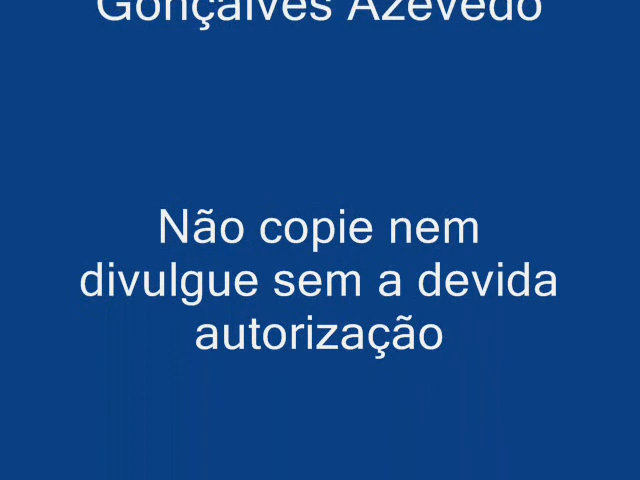 Gonçalves Azevedo
Não copie nem
divulgue sem a devida
autorização